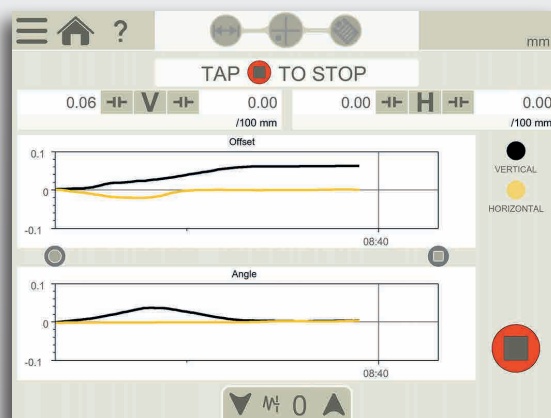 ?
mm
TAP TO STOP
0.06 V 0.00 0.00 H 0.00
/100 mm /100 mm
Offset
0.1
0
-0.1
08:40
VERTICAL
HORIZONTAL
Angle
0.1
0
-0.1
08:40
0